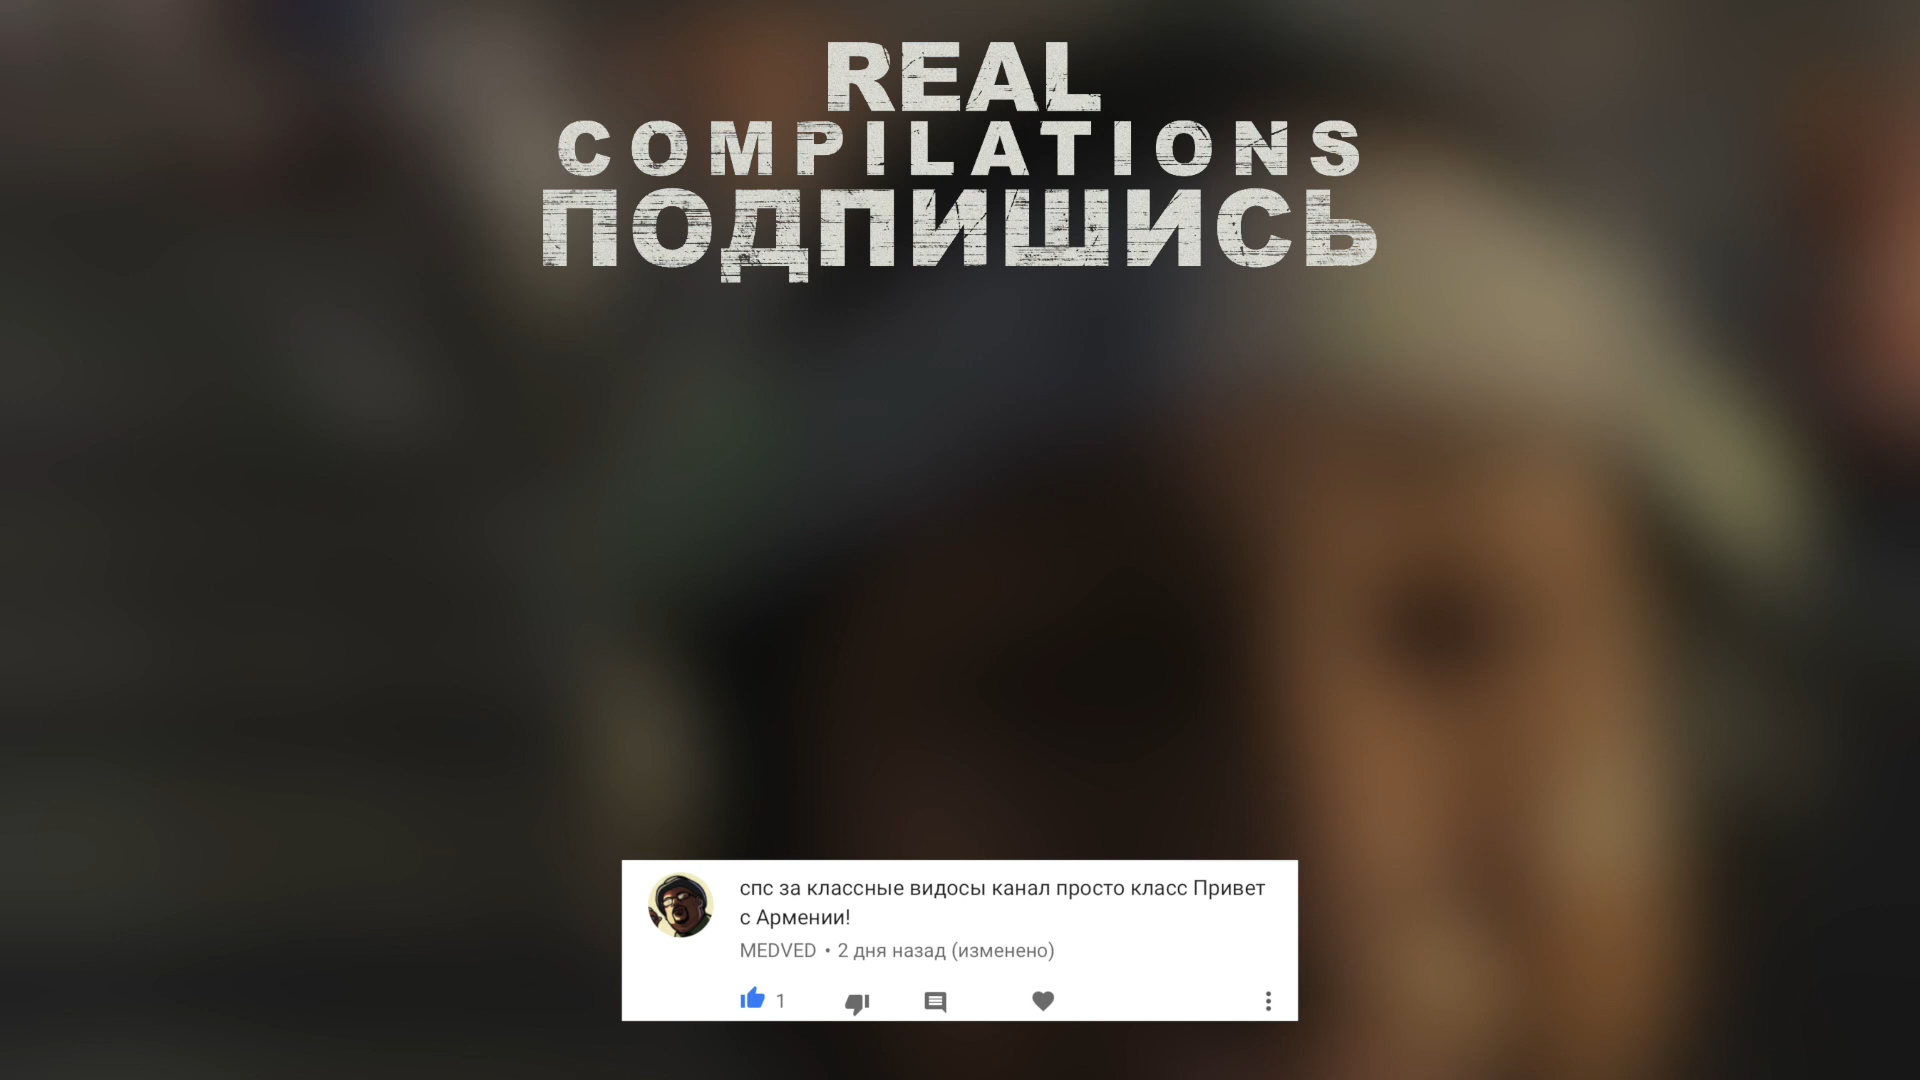 REAL
COMPILATIONS
ПОДПИШИСЬ
спс за классные видосы канал просто класс Привет
с Армении!
MEDVED • 2 дня назад (изменено)
1